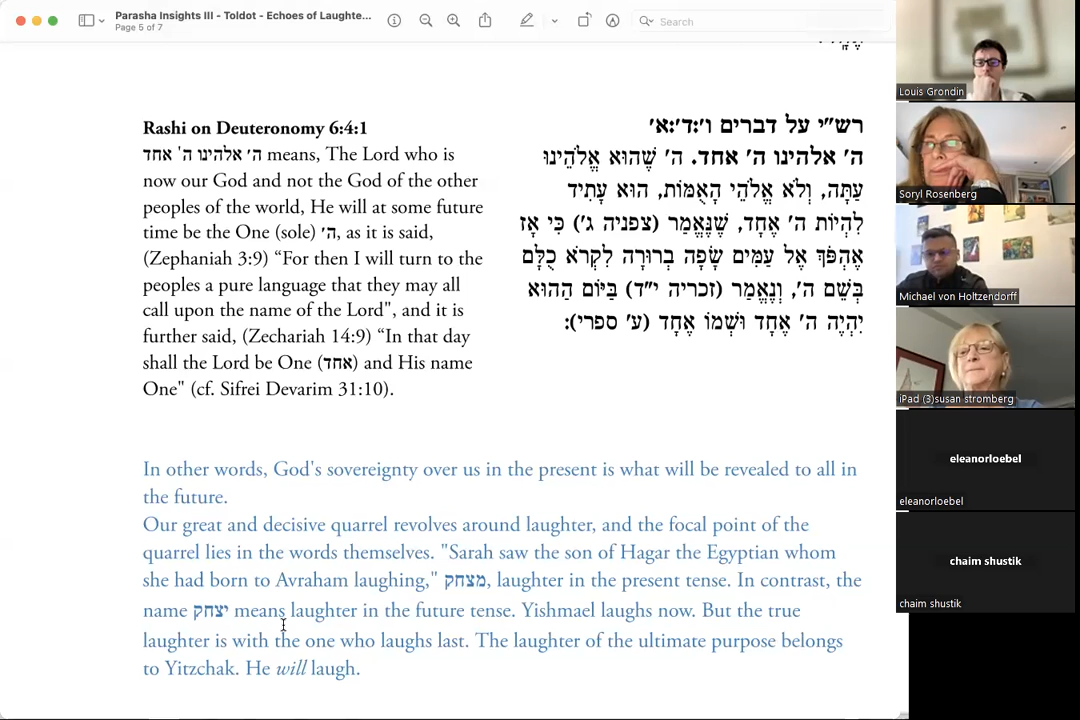 Parasha Insights III - Toldot - Echoes of Laughte...
Page 5 of 7
Search
Rashi on Deuteronomy 6:4:1
ה׳ אלהינו ה' אחד means, The Lord who is
now our God and not the God of the other
peoples of the world, He will at some future
time be the One (sole) ה׳, as it is said,
(Zephaniah 3:9) “For then I will turn to the
peoples a pure language that they may all
call upon the name of the Lord", and it is
further said, (Zechariah 14:9) “In that day
shall the Lord be One (אחד) and His name
One" (cf. Sifrei Devarim 31:10).
רש״י על דברים ו׳:ד׳:א׳
ה׳ אלהינו ה׳ אחד. ה׳ שֶׁהוּא אֱלֹהֵינוּ
עַתָּה, וְלֹא אֱלֹהֵי הָאֻמּוֹת, הוּא עָתִיד
לִהְיוֹת ה׳ אֶחָד, שֶׁנֶּאֱמַר (צפניה ג׳) כִּי אָז
אֶהְפֹּךְ אֶל עַמִּים שָׂפָה בְרוּרָה לִקְרֹא כֻלָּם
בְּשֵׁם ה׳, וְנֶאֱמַר (זכריה י״ד) בַּיּוֹם הַהוּא
יִהְיֶה ה׳ אֶחָד וּשְׁמוֹ אֶחָד (ע׳ ספרי):
In other words, God's sovereignty over us in the present is what will be revealed to all in
the future.
Our great and decisive quarrel revolves around laughter, and the focal point of the
quarrel lies in the words themselves. "Sarah saw the son of Hagar the Egyptian whom
she had born to Avraham laughing," מצחק, laughter in the present tense. In contrast, the
name יצחק means laughter in the future tense. Yishmael laughs now. But the true
laughter is with the one who laughs last. The laughter of the ultimate purpose belongs
to Yitzchak. He will laugh.
Louis Grondin
Soryl Rosenberg
Michael von Holtzendorff
iPad (3)susan stromberg
eleanorloebel
eleanorloebel
chaim shustik
chaim shustik